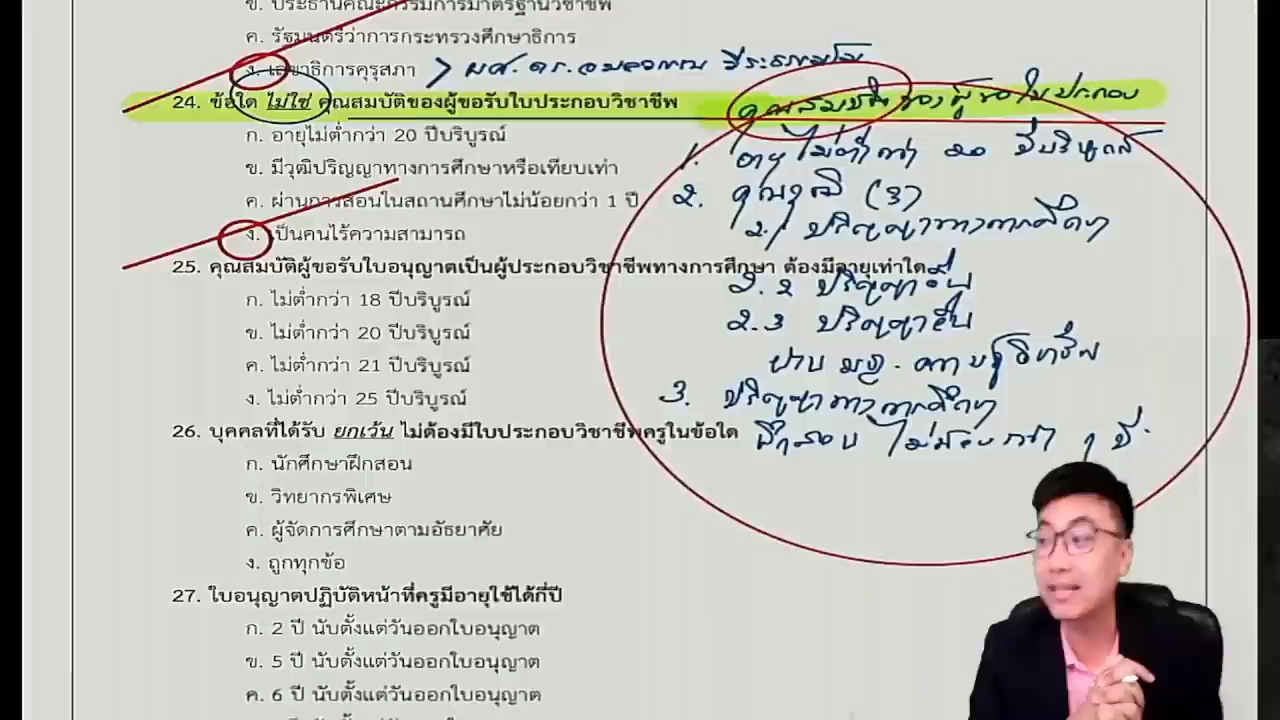 ข. ประธานคณะกรรมการมาตรฐานวิชาชีพ
ค. รัฐมนตรีว่าการกระทรวงศึกษาธิการ
ง. เลขาธิการคุรุสภา > ผศ. ดร.
24. ข้อใด ไม่ใช่ คุณสมบัติของผู้ขอรับใบประกอบวิชาชีพ
ก. อายุไม่ต่ำกว่า 20 ปีบริบูรณ์
ข. มีวุฒิปริญญาทางการศึกษาหรือเทียบเท่า
ค. ผ่านการสอนในสถานศึกษาไม่น้อยกว่า 1 ปี
ง. เป็นคนไร้ความสามารถ
25. คุณสมบัติผู้ขอรับใบอนุญาตเป็นผู้ประกอบวิชาชีพทางการศึกษา ต้องมีอายุเท่าใด
ก. ไม่ต่ำกว่า 18 ปีบริบูรณ์
ข. ไม่ต่ำกว่า 20 ปีบริบูรณ์
ค. ไม่ต่ำกว่า 21 ปีบริบูรณ์
ง. ไม่ต่ำกว่า 25 ปีบริบูรณ์
26. บุคคลที่ได้รับ ยกเว้น ไม่ต้องมีใบประกอบวิชาชีพครูในข้อใด
ก. นักศึกษาฝึกสอน
ข. วิทยากรพิเศษ
ค. ผู้จัดการศึกษาตามอัธยาศัย
ง. ถูกทุกข้อ
27. ใบอนุญาตปฏิบัติหน้าที่ครูมีอายุใช้ได้กี่ปี
ก. 2 ปี นับตั้งแต่วันออกใบอนุญาต
ข. 5 ปี นับตั้งแต่วันออกใบอนุญาต
ค. 6 ปี นับตั้งแต่วันออกใบอนุญาต
คุณสมบัติของผู้ขอใบประกอบ
1. อายุไม่ต่ำกว่า 20 ปีบริบูรณ์
2. คุณวุฒิ (3)
2.1 ปริญญาทางการศึกษา
2.2 ปริญญาอื่น
2.3 ปริญญาอื่น
ผ่าน มฐ. ความรู้วิชาชีพ
3. ปริญญาทางการศึกษา
ฝึกสอน ไม่น้อยกว่า 1 ปี